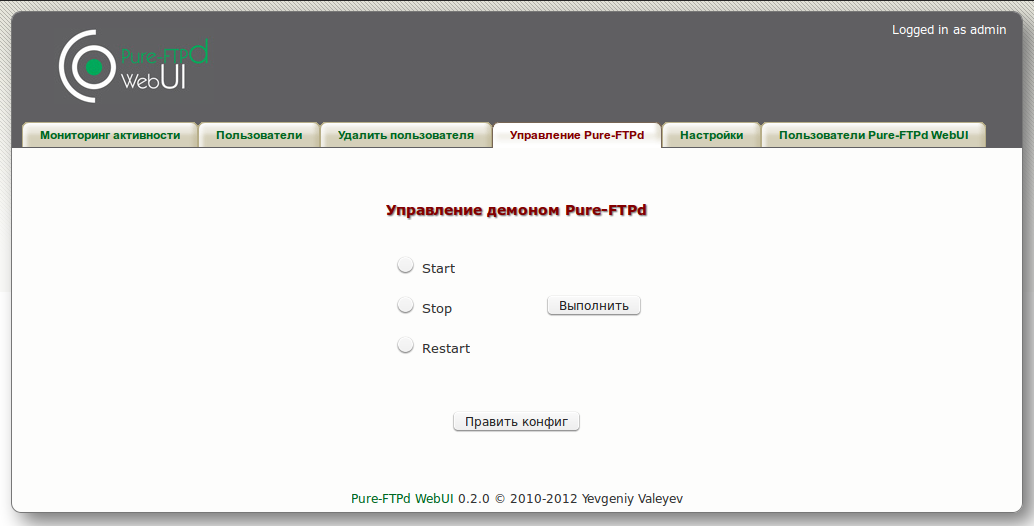 Logged in as admin
Pure-FTPd
WebUI
Мониторинг активности Пользователи Удалить пользователя Управление Pure-FTPd Настройки Пользователи Pure-FTPd WebUI
Управление демоном Pure-FTPd
Start
Stop Выполнить
Restart
Править конфиг
Pure-FTPd WebUI 0.2.0 © 2010-2012 Yevgeniy Valeyev